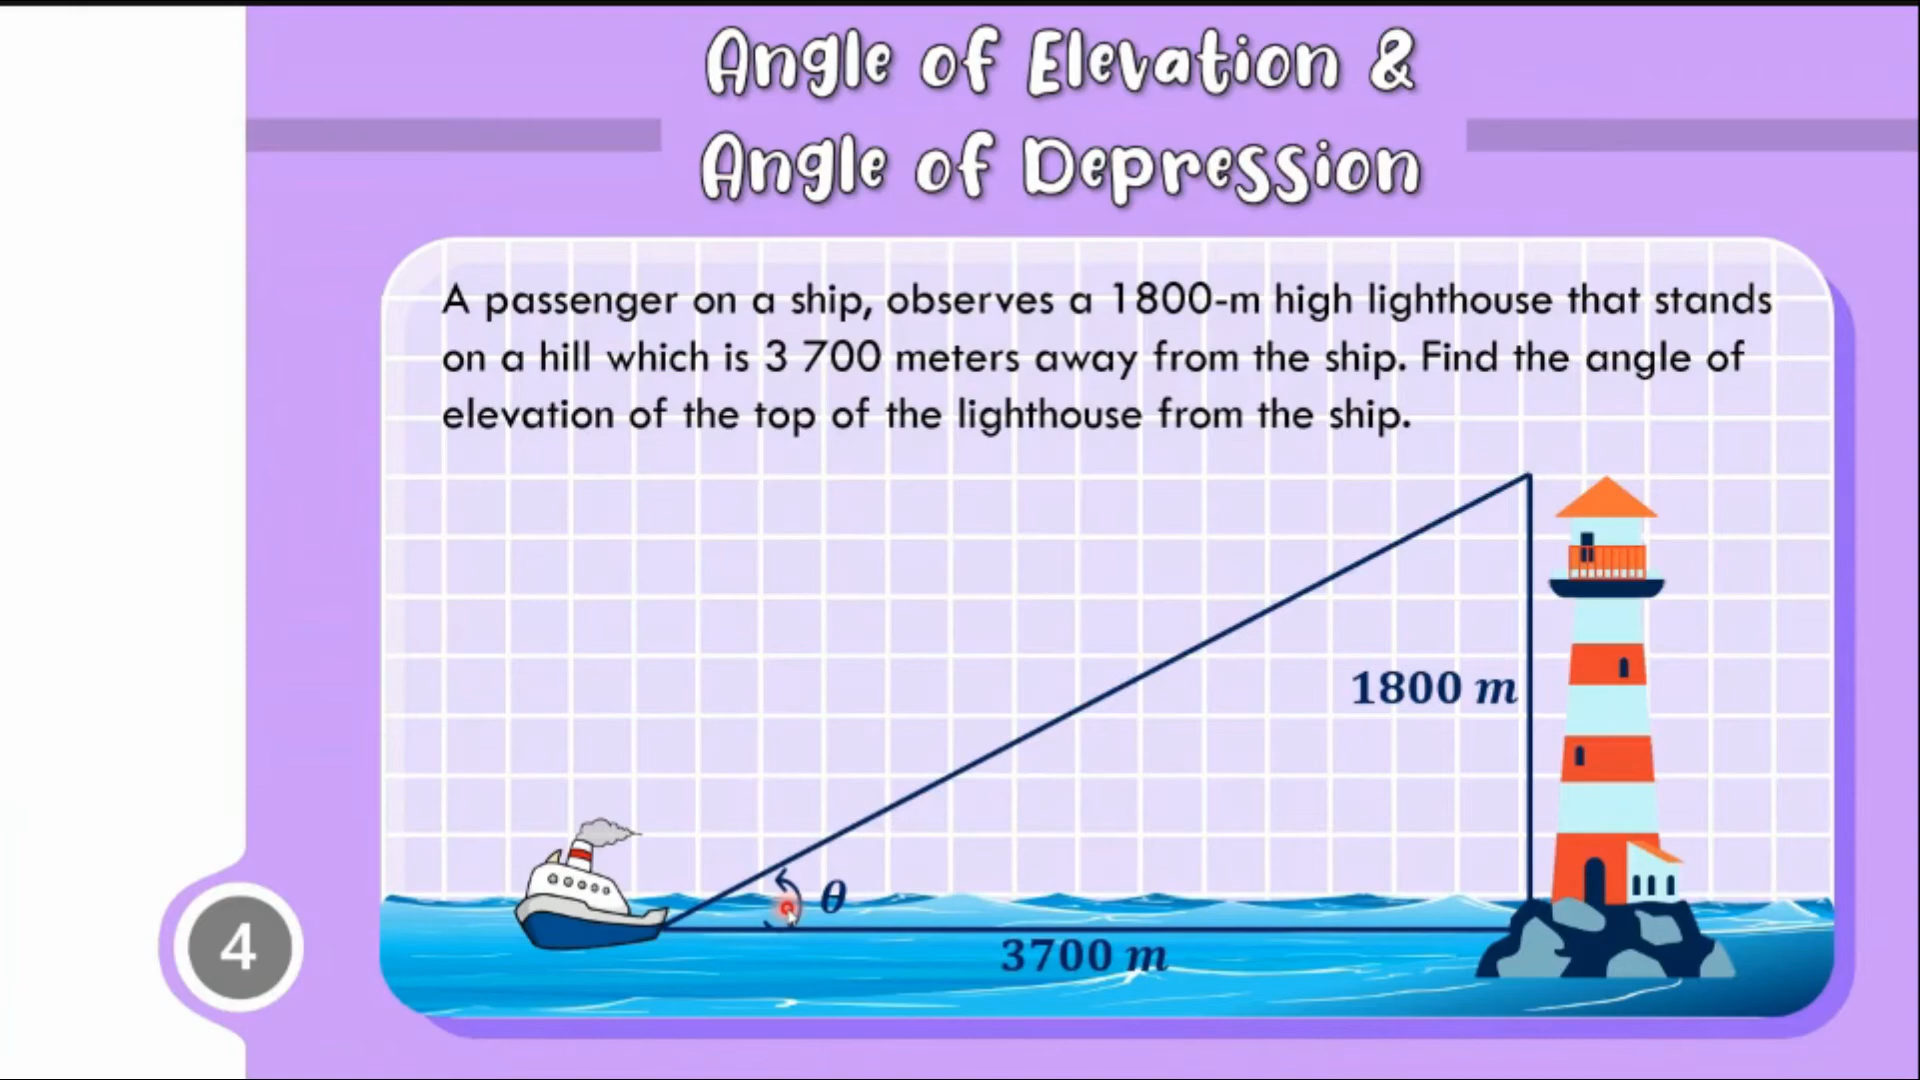 Angle of Elevation &
Angle of Depression
A passenger on a ship, observes a 1800-m high lighthouse that stands
on a hill which is 3 700 meters away from the ship. Find the angle of
elevation of the top of the lighthouse from the ship.
1800 m
θ
3700 m
4